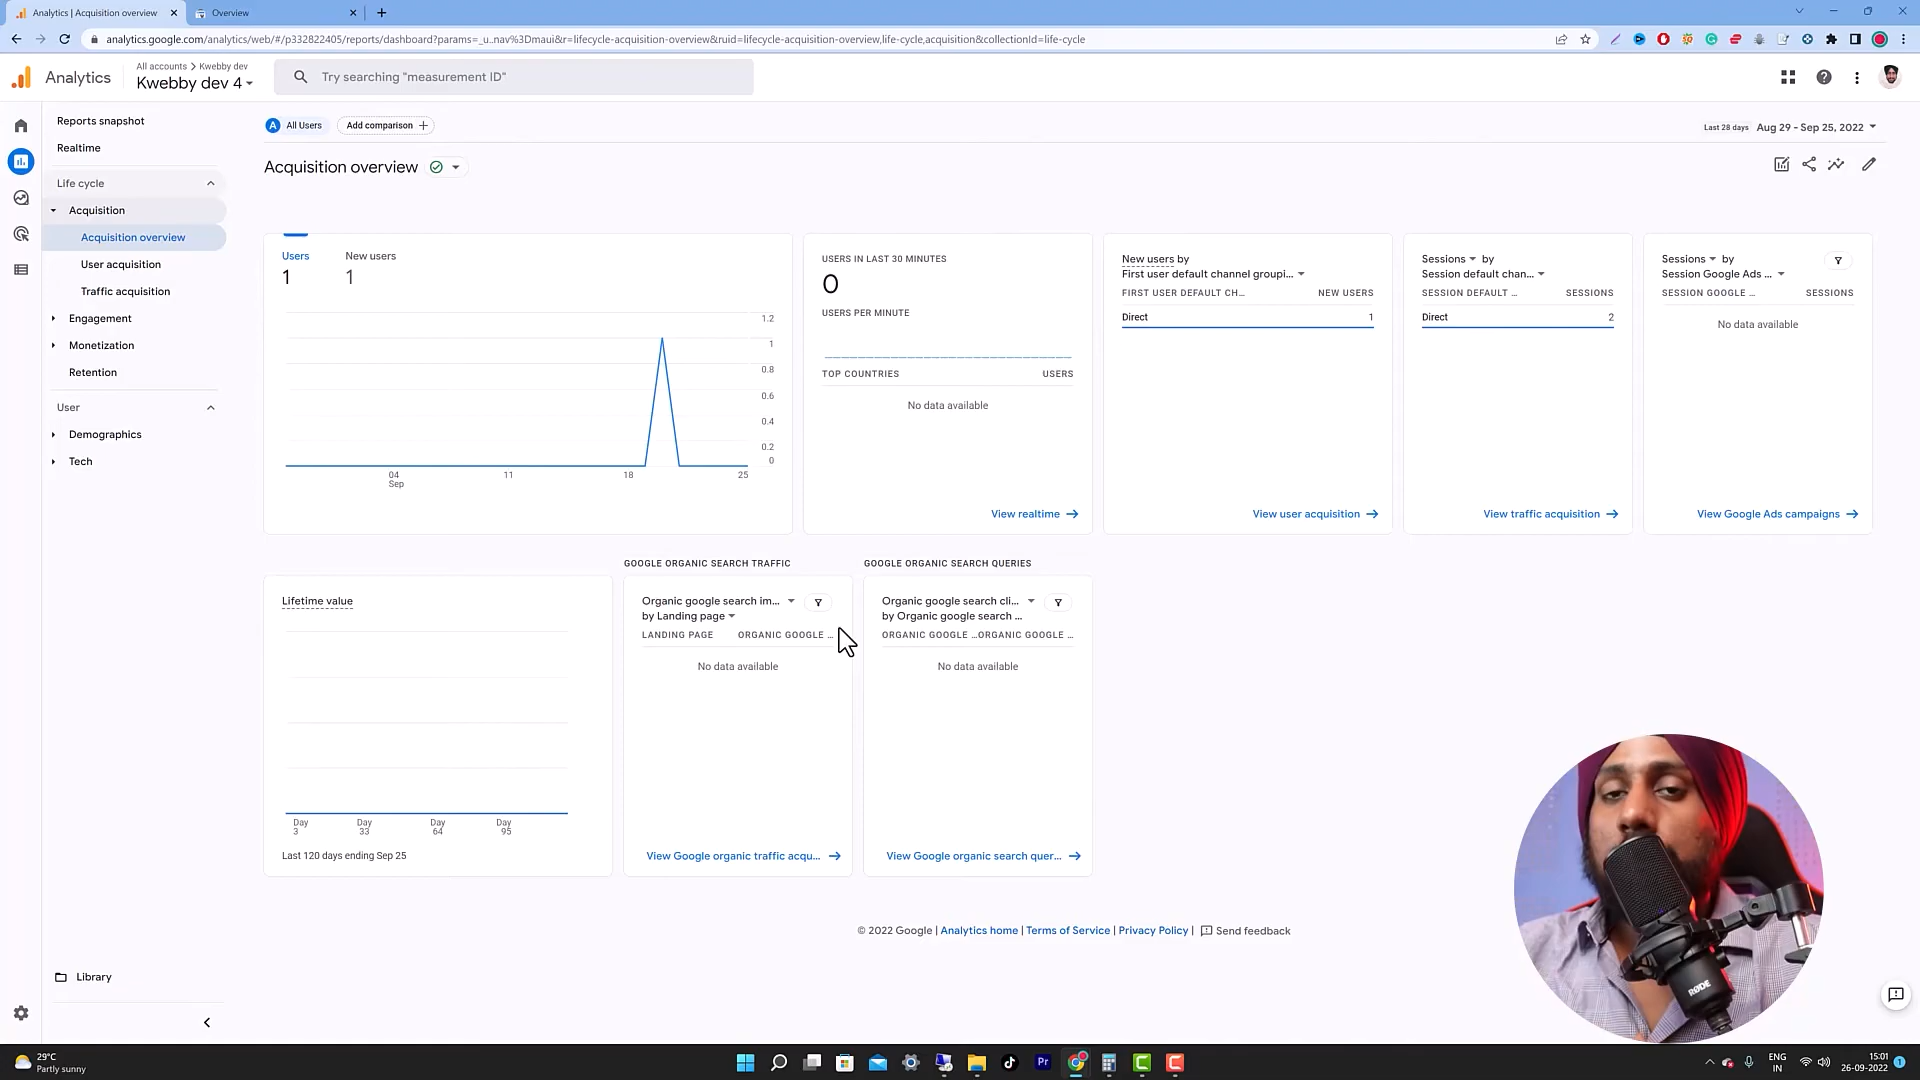 Analytics | Acquisition overview
Overview
analytics.google.com/analytics/web/#/p332822405/reports/dashboard?params=_u..nav%3Dmaui&r=lifecycle-acquisition-overview&ruid=lifecycle-acquisition-overview,life-cycle,acquisition&collectionId=life-cycle
Analytics
All accounts > Kwebby dev
Kwebby dev 4
Try searching "measurement ID"
Reports snapshot
Realtime
Life cycle
Acquisition
Acquisition overview
User acquisition
Traffic acquisition
Engagement
Monetization
Retention
User
Demographics
Tech
Library
A All Users
Add comparison +
Last 28 days Aug 29 - Sep 25, 2022
Acquisition overview
Users
1
New users
1
1.2
1
0.8
0.6
0.4
0.2
0
04
Sep
11
18
25
USERS IN LAST 30 MINUTES
0
USERS PER MINUTE
TOP COUNTRIES USERS
No data available
View realtime
New users by
First user default channel groupi...
FIRST USER DEFAULT CH... NEW USERS
Direct 1
View user acquisition
Sessions by
Session default chan...
SESSION DEFAULT ... SESSIONS
Direct 2
View traffic acquisition
Sessions by
Session Google Ads ...
SESSION GOOGLE ... SESSIONS
No data available
View Google Ads campaigns
Lifetime value
Day
3
Day
33
Day
64
Day
95
Last 120 days ending Sep 25
GOOGLE ORGANIC SEARCH TRAFFIC
Organic google search im...
by Landing page
LANDING PAGE ORGANIC GOOGLE ...
No data available
View Google organic traffic acqu...
GOOGLE ORGANIC SEARCH QUERIES
Organic google search cli...
by Organic google search ...
ORGANIC GOOGLE ...ORGANIC GOOGLE ...
No data available
View Google organic search quer...
© 2022 Google | Analytics home | Terms of Service | Privacy Policy | Send feedback
RØDE
29°C
Partly sunny
Pr
ENG
IN
15:01
26-09-2022
1